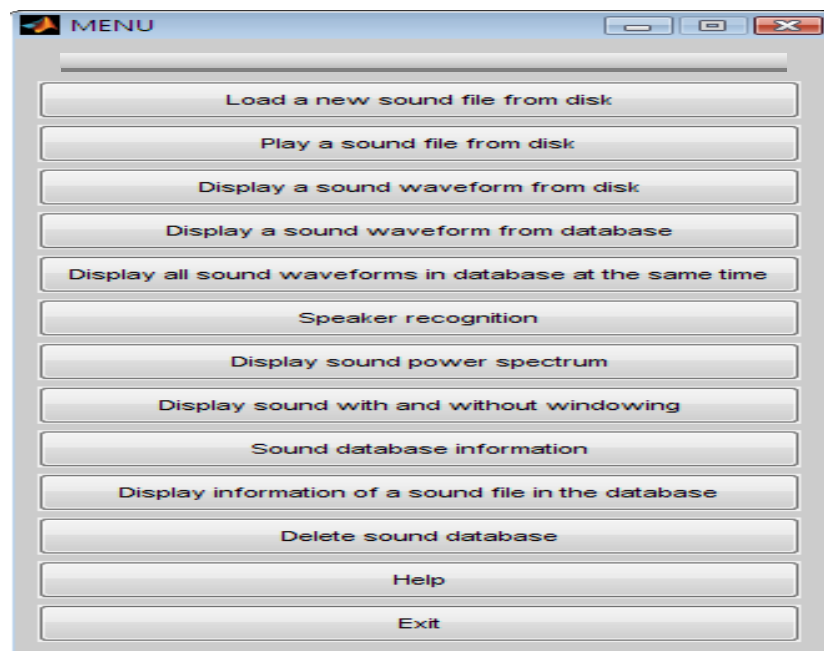 MENU
Load a new sound file from disk
Play a sound file from disk
Display a sound waveform from disk
Display a sound waveform from database
Display all sound waveforms in database at the same time
Speaker recognition
Display sound power spectrum
Display sound with and without windowing
Sound database information
Display information of a sound file in the database
Delete sound database
Help
Exit